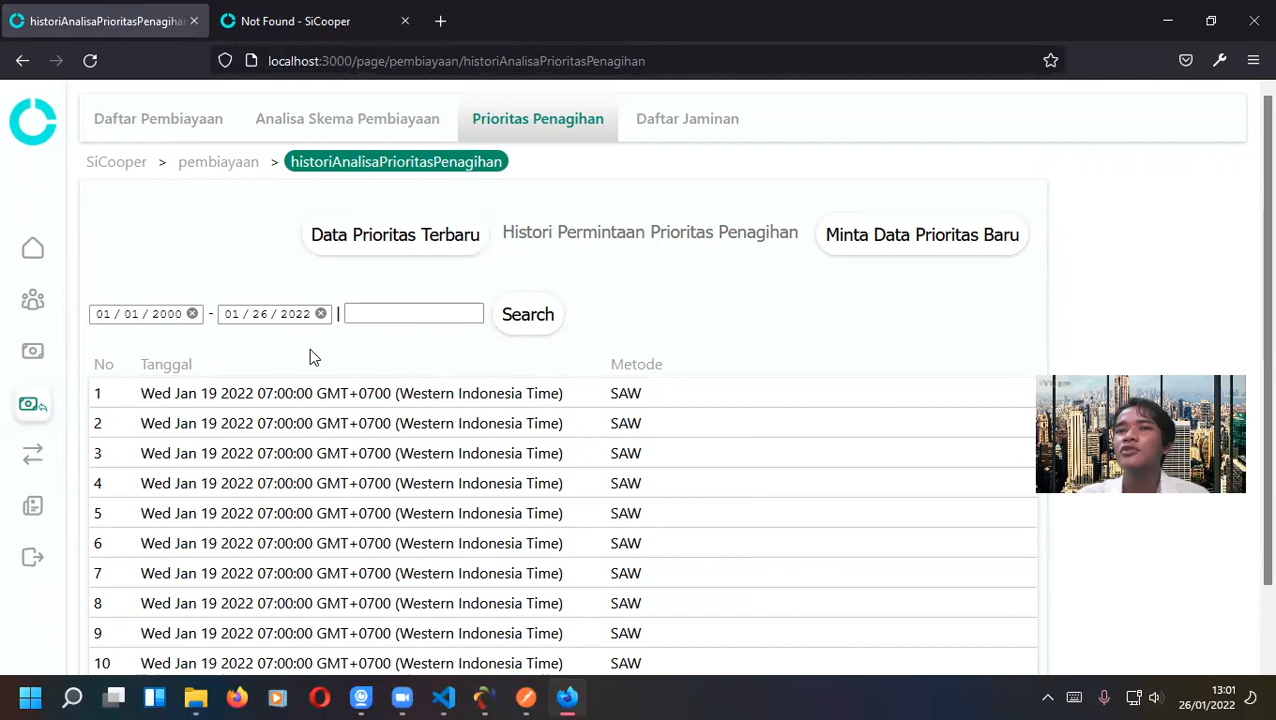 historiAnalisaPrioritasPenagiha
Not Found - SiCooper
localhost:3000/page/pembiayaan/historiAnalisaPrioritasPenagihan
Daftar Pembiayaan
Analisa Skema Pembiayaan
Prioritas Penagihan
Daftar Jaminan
SiCooper > pembiayaan > historiAnalisaPrioritasPenagihan
Data Prioritas Terbaru
Histori Permintaan Prioritas Penagihan
Minta Data Prioritas Baru
01 / 01 / 2000 - 01 / 26 / 2022 | Search
No Tanggal Metode
1 Wed Jan 19 2022 07:00:00 GMT+0700 (Western Indonesia Time) SAW
2 Wed Jan 19 2022 07:00:00 GMT+0700 (Western Indonesia Time) SAW
3 Wed Jan 19 2022 07:00:00 GMT+0700 (Western Indonesia Time) SAW
4 Wed Jan 19 2022 07:00:00 GMT+0700 (Western Indonesia Time) SAW
5 Wed Jan 19 2022 07:00:00 GMT+0700 (Western Indonesia Time) SAW
6 Wed Jan 19 2022 07:00:00 GMT+0700 (Western Indonesia Time) SAW
7 Wed Jan 19 2022 07:00:00 GMT+0700 (Western Indonesia Time) SAW
8 Wed Jan 19 2022 07:00:00 GMT+0700 (Western Indonesia Time) SAW
9 Wed Jan 19 2022 07:00:00 GMT+0700 (Western Indonesia Time) SAW
10 Wed Jan 19 2022 07:00:00 GMT+0700 (Western Indonesia Time) SAW
13:01
26/01/2022